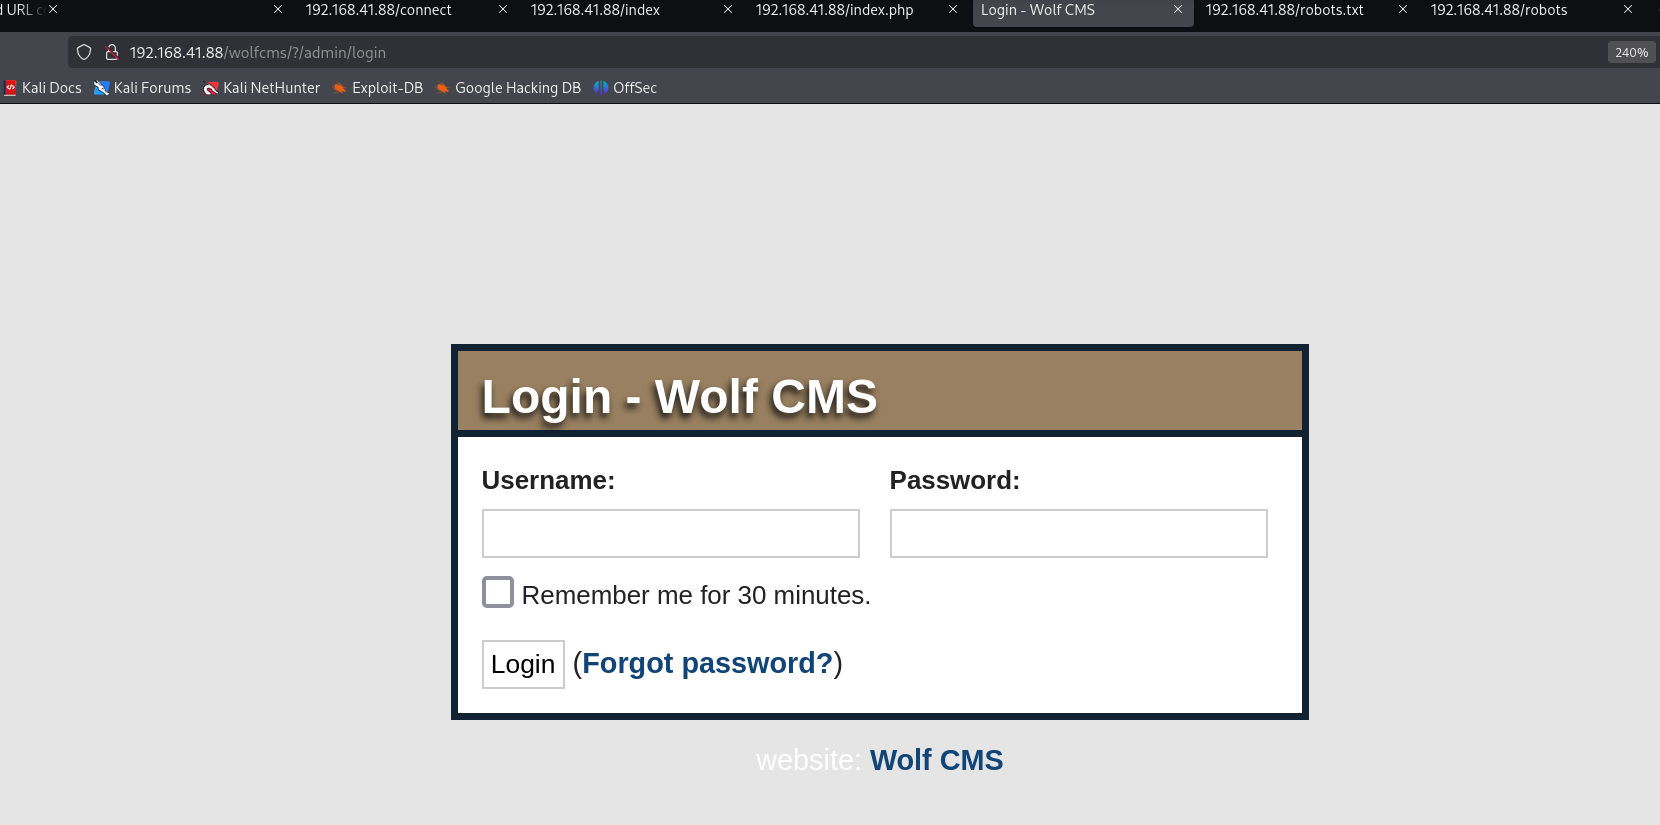 URL
192.168.41.88/connect
192.168.41.88/index
192.168.41.88/index.php
Login - Wolf CMS
192.168.41.88/robots.txt
192.168.41.88/robots
192.168.41.88/wolfcms/?/admin/login
240%
Kali Docs
Kali Forums
Kali NetHunter
Exploit-DB
Google Hacking DB
OffSec
Login - Wolf CMS
Username:
Password:
Remember me for 30 minutes.
Login (Forgot password?)
website: Wolf CMS